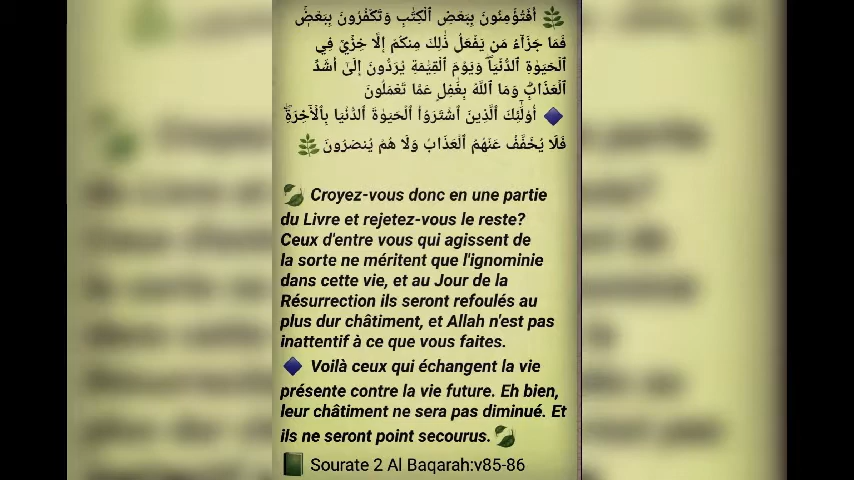 أَفَتُؤْمِنُونَ بِبَعْضِ ٱلْكِتَٰبِ وَتَكْفُرُونَ بِبَعْضٍۢ ۚ
فَمَا جَزَآءُ مَن يَفْعَلُ ذَٰلِكَ مِنكُمْ إِلَّا خِزْىٌۭ فِى
ٱلْحَيَوٰةِ ٱلدُّنْيَا ۖ وَيَوْمَ ٱلْقِيَٰمَةِ يُرَدُّونَ إِلَىٰٓ أَشَدِّ
ٱلْعَذَابِ ۗ وَمَا ٱللَّهُ بِغَٰفِلٍ عَمَّا تَعْمَلُونَ
أُو۟لَٰٓئِكَ ٱلَّذِينَ ٱشْتَرَوُا۟ ٱلْحَيَوٰةَ ٱلدُّنْيَا بِٱلْـَٔاخِرَةِ ۖ
فَلَا يُخَفَّفُ عَنْهُمُ ٱلْعَذَابُ وَلَا هُمْ يُنصَرُونَ
Croyez-vous donc en une partie
du Livre et rejetez-vous le reste?
Ceux d'entre vous qui agissent de
la sorte ne méritent que l'ignominie
dans cette vie, et au Jour de la
Résurrection ils seront refoulés au
plus dur châtiment, et Allah n'est pas
inattentif à ce que vous faites.
Voilà ceux qui échangent la vie
présente contre la vie future. Eh bien,
leur châtiment ne sera pas diminué. Et
ils ne seront point secourus.
Sourate 2 Al Baqarah:v85-86